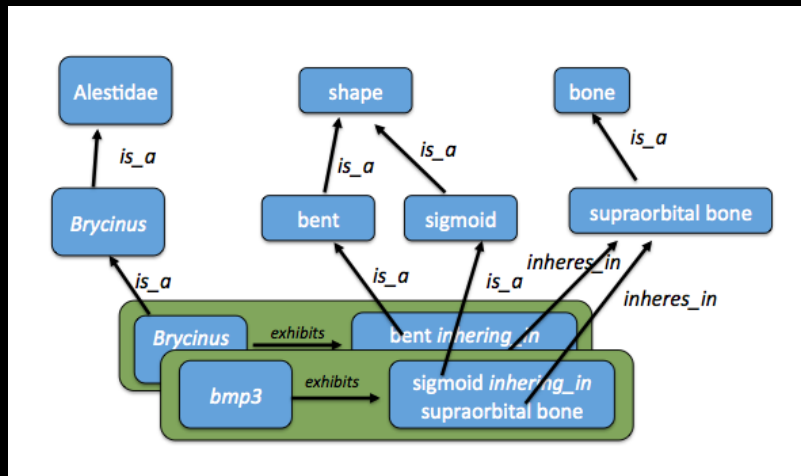 Alestidae
shape
bone
is_a
is_a
is_a
is_a
Brycinus
bent
sigmoid
supraorbital bone
is_a
is_a
is_a
inheres_in
inheres_in
Brycinus
exhibits
bent inhering_in
bmp3
exhibits
sigmoid inhering_in
supraorbital bone